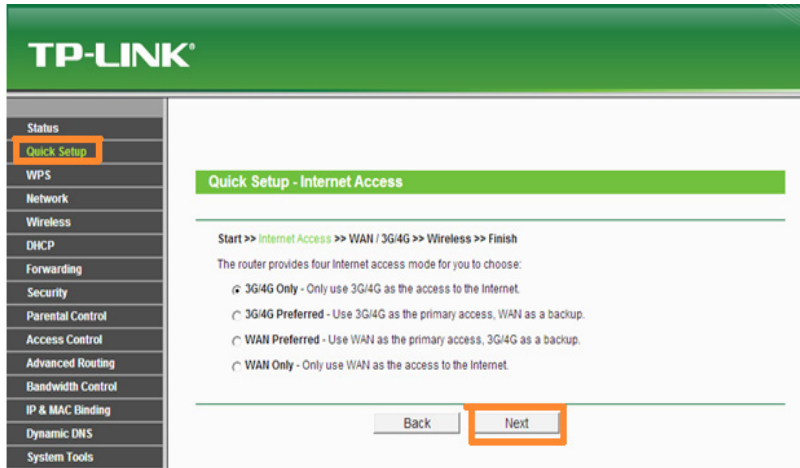 TP-LINK®
Status
Quick Setup
WPS
Network
Wireless
DHCP
Forwarding
Security
Parental Control
Access Control
Advanced Routing
Bandwidth Control
IP & MAC Binding
Dynamic DNS
System Tools
Quick Setup - Internet Access
Start >> Internet Access >> WAN / 3G/4G >> Wireless >> Finish
The router provides four Internet access mode for you to choose:
3G/4G Only - Only use 3G/4G as the access to the Internet.
3G/4G Preferred - Use 3G/4G as the primary access, WAN as a backup.
WAN Preferred - Use WAN as the primary access, 3G/4G as a backup.
WAN Only - Only use WAN as the access to the Internet.
Back Next